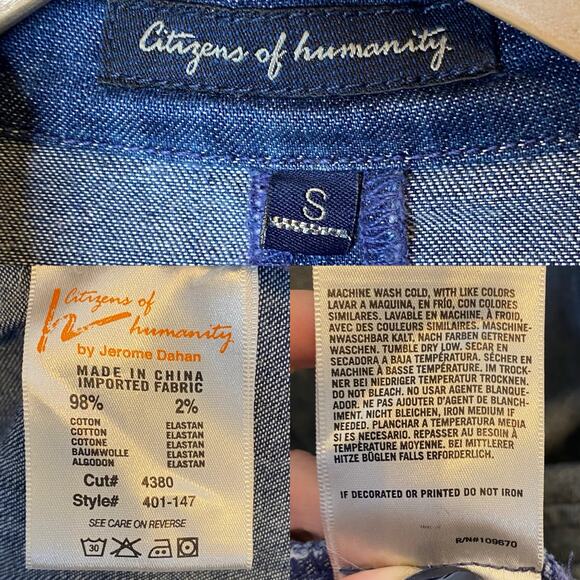 Citizens of humanity
S
Citizens of
humanity
by Jerome Dahan
MADE IN CHINA
IMPORTED FABRIC
98% 2%
COTON ELASTAN
COTTON ELASTAN
COTONE ELASTAN
BAUMWOLLE ELASTAN
ALGODON ELASTAN
Cut# 4380
Style# 401-147
SEE CARE ON REVERSE
30
MACHINE WASH COLD, WITH LIKE COLORS
LAVAR A MAQUINA, EN FRÍO, CON COLORES
SIMILARES. LAVABLE EN MACHINE, À FROID,
AVEC DES COULEURS SIMILAIRES. MASCHINE-
NWASCHBAR KALT, NACH FARBEN GETRENNT
WASCHEN. TUMBLE DRY LOW. SECAR EN
SECADORA A BAJA TEMPERATURA. SÉCHER EN
MACHINE À BASSE TEMPÉRATURE. IM TROCK-
NER BEI NIEDRIGER TEMPERATUR TROCKNEN.
DO NOT BLEACH. NO USAR AGENTE BLANQUE-
ADOR. NE PAS AJOUTER D'AGENT DE BLANCH-
IMENT. NICHT BLEICHEN, IRON MEDIUM IF
NEEDED. PLANCHAR A TEMPERATURA MEDIA
SI ES NECESARIO. REPASSER AU BESOIN À
TEMPÉRATURE MOYENNE. BEI MITTLERER
HITZE BÜGLEN FALLS ERFORDERLICH.
IF DECORATED OR PRINTED DO NOT IRON
R/N#109670